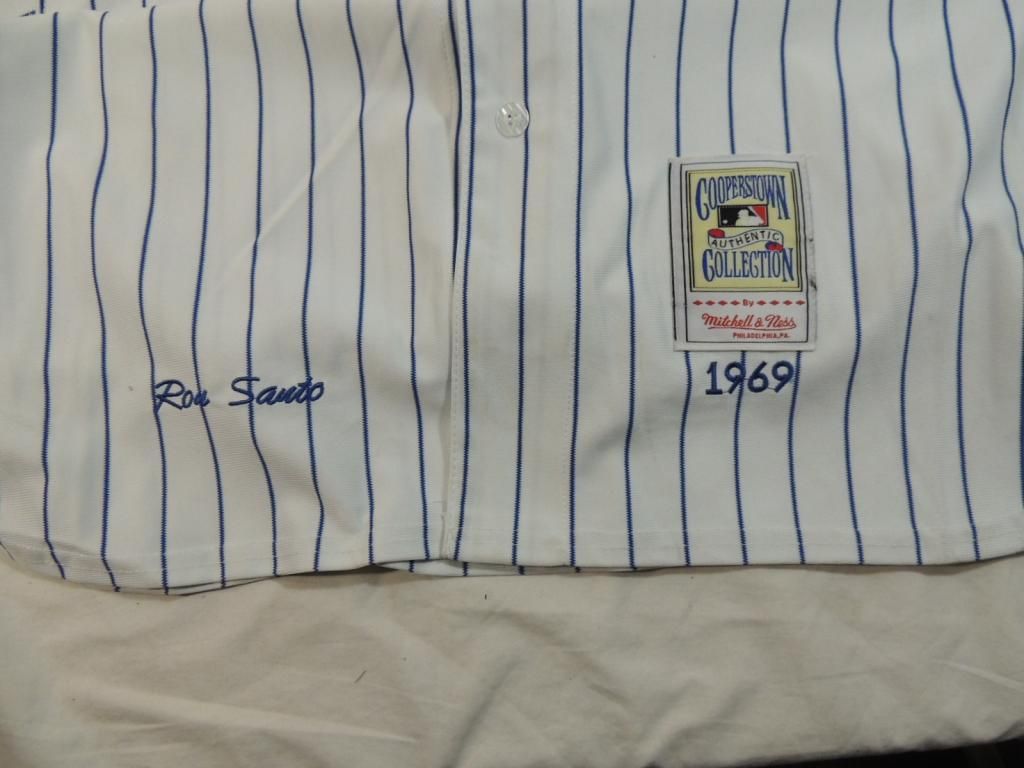 COOPERSTOWN
AUTHENTIC
COLLECTION
By
Mitchell & Ness
PHILADELPHIA, PA.
1969
Ron Santo